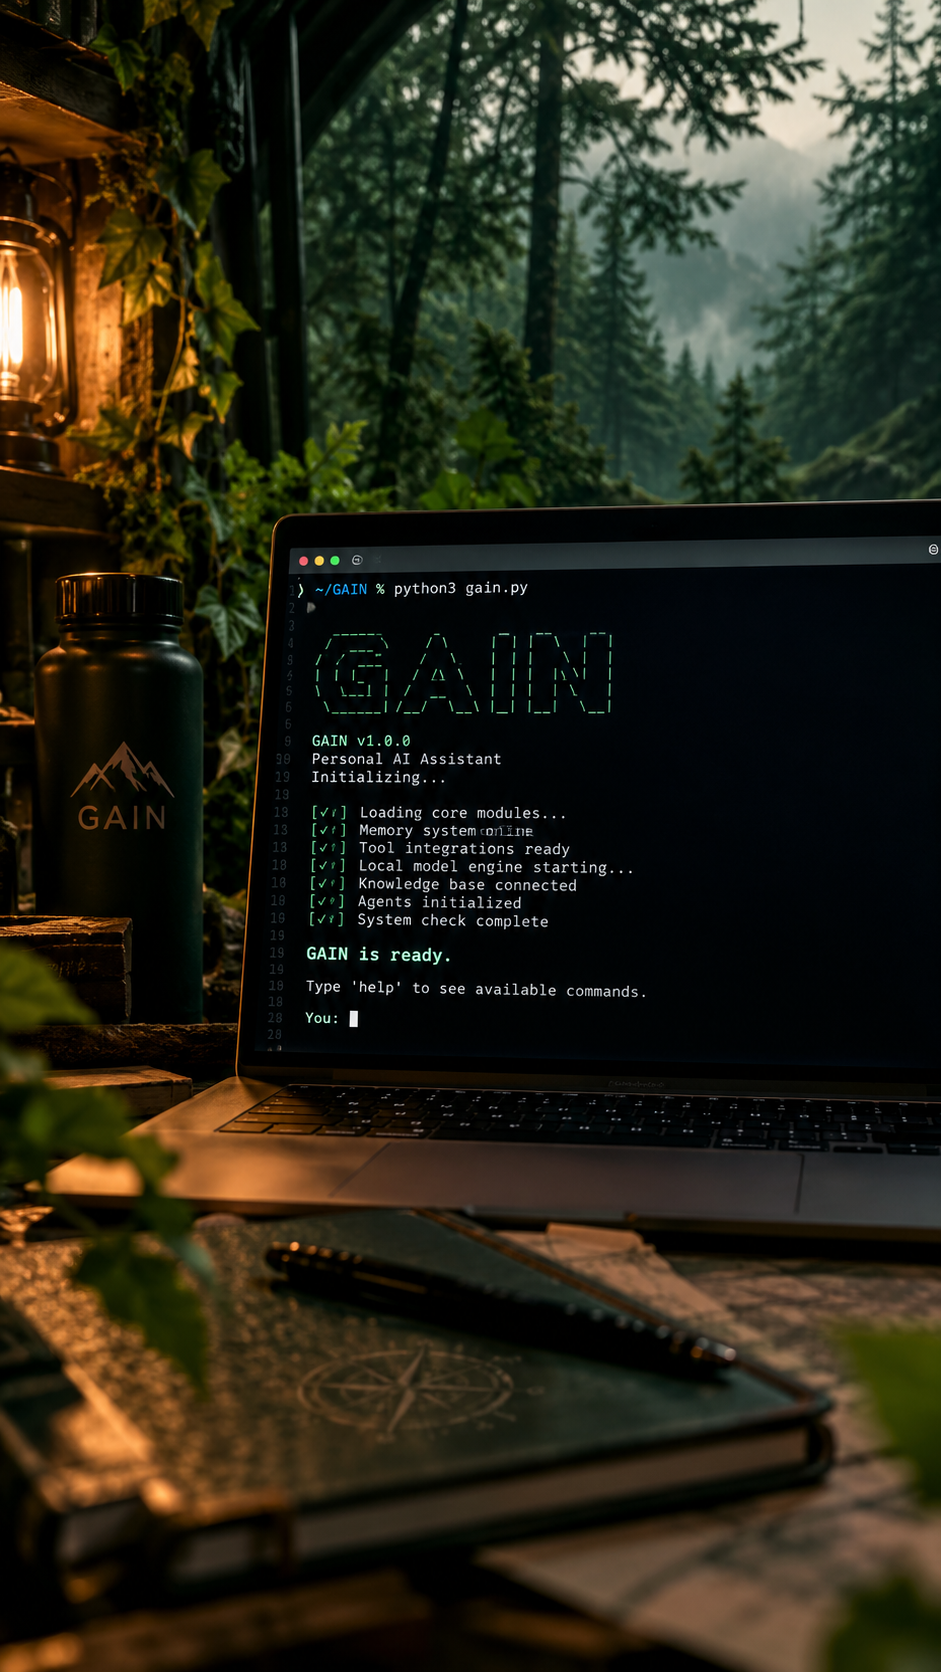 ~/GAIN % python3 gain.py
GAIN
GAIN v1.0.0
Personal AI Assistant
Initializing...
[✓] Loading core modules...
[✓] Memory system online
[✓] Tool integrations ready
[✓] Local model engine starting...
[✓] Knowledge base connected
[✓] Agents initialized
[✓] System check complete
GAIN is ready.
Type 'help' to see available commands.
You:
GAIN